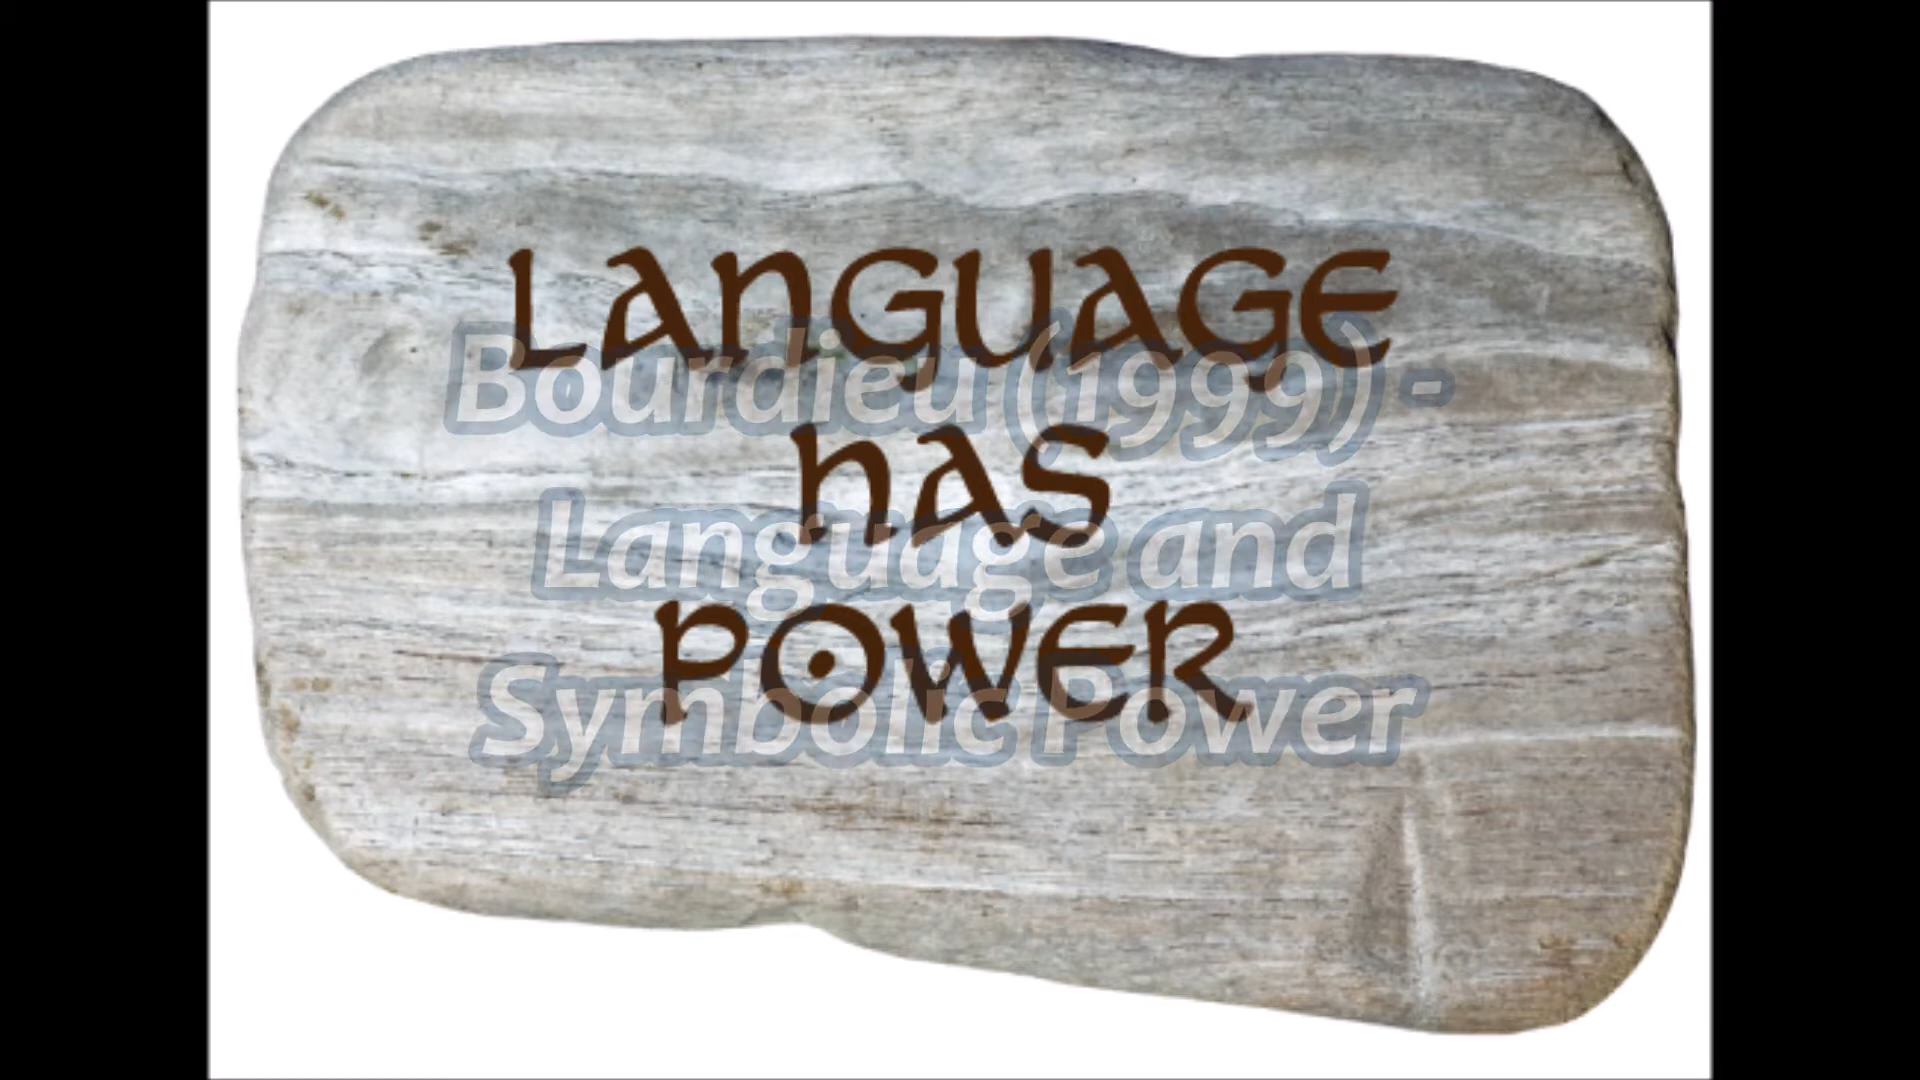 LANGUAGE
HAS
POWER
Bourdieu (1999) -
Language and
Symbolic Power